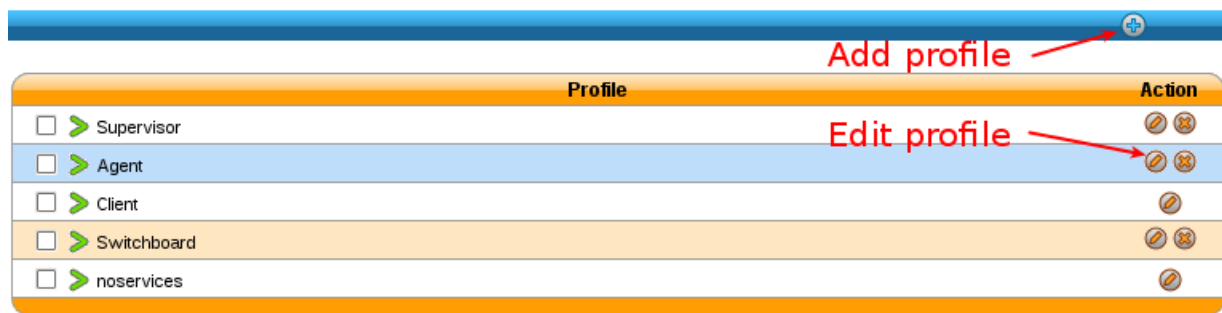 Add profile
Profile Action
Supervisor
Edit profile
Agent
Client
Switchboard
noservices